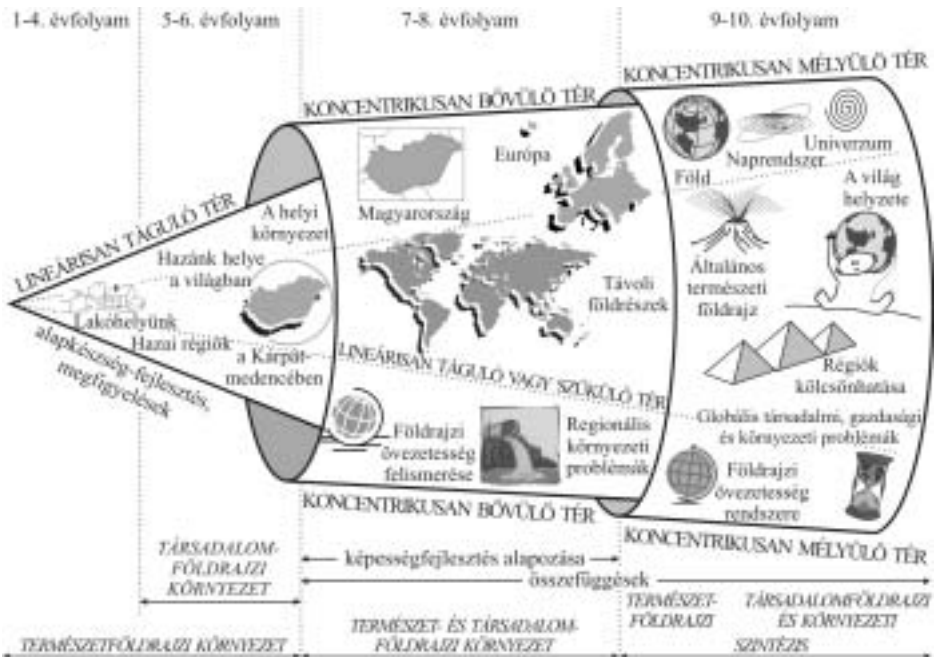 1-4. évfolyam
5-6. évfolyam
7-8. évfolyam
9-10. évfolyam
LINEÁRISAN TÁGULÓ TÉR
Lakóhelyünk
alapkészség-fejlesztés,
megfigyelések
A helyi
környezet
Hazánk helye
a világban
Hazai régiók
a Kárpát-
medencében
KONCENTRIKUSAN BŐVÜLŐ TÉR
Magyarország
Európa
Távoli
földrészek
LINEÁRISAN TÁGULÓ VAGY SZŰKÜLŐ TÉR
Földrajzi
övezetesség
felismerése
Regionális
környezeti
problémák
KONCENTRIKUSAN BŐVÜLŐ TÉR
KONCENTRIKUSAN MÉLYÜLŐ TÉR
Föld
Naprendszer
Univerzum
Általános
természeti
földrajz
A világ
helyzete
Régiók
kölcsönhatása
Globális társadalmi, gazdasági
és környezeti problémák
Földrajzi
övezetesség
rendszere
KONCENTRIKUSAN MÉLYÜLŐ TÉR
TÁRSADALOM-
FÖLDRAJZI
KÖRNYEZET
képességfejlesztés alapozása
összefüggések
TERMÉSZETFÖLDRAJZI KÖRNYEZET
TERMÉSZET- ÉS TÁRSADALOM-
FÖLDRAJZI KÖRNYEZET
TERMÉSZET-
FÖLDRAJZI
TÁRSADALOMFÖLDRAJZI
ÉS KÖRNYEZETI
SZINTÉZIS